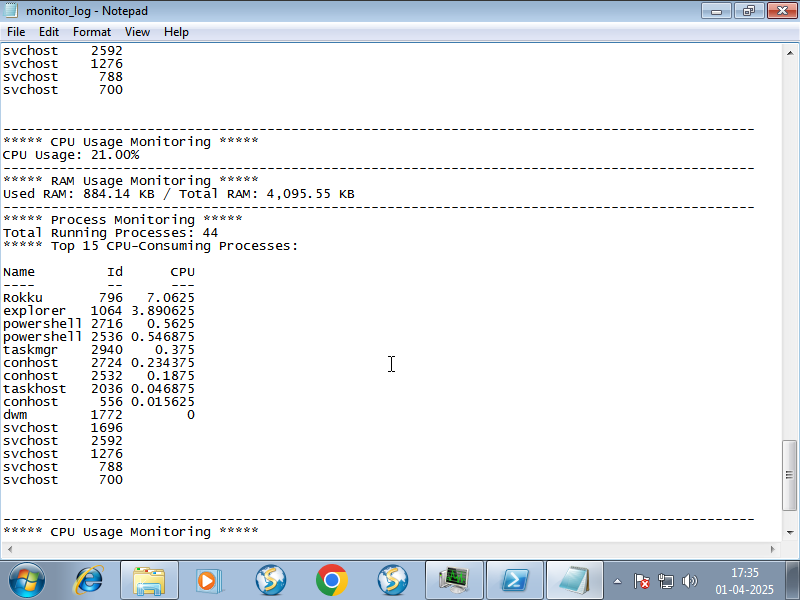 monitor_log - Notepad
File Edit Format View Help
svchost 2592
svchost 1276
svchost 788
svchost 700
----------------------------------------------------------------------------------------------
***** CPU Usage Monitoring *****
CPU Usage: 21.00%
----------------------------------------------------------------------------------------------
***** RAM Usage Monitoring *****
Used RAM: 884.14 KB / Total RAM: 4,095.55 KB
----------------------------------------------------------------------------------------------
***** Process Monitoring *****
Total Running Processes: 44
***** Top 15 CPU-Consuming Processes:
Name Id CPU
---- -- ---
Rokku 796 7.0625
explorer 1064 3.890625
powershell 2716 0.5625
powershell 2536 0.546875
taskmgr 2940 0.375
conhost 2724 0.234375
conhost 2532 0.1875
taskhost 2036 0.046875
conhost 556 0.015625
dwm 1772 0
svchost 1696
svchost 2592
svchost 1276
svchost 788
svchost 700
----------------------------------------------------------------------------------------------
***** CPU Usage Monitoring *****
17:35
01-04-2025